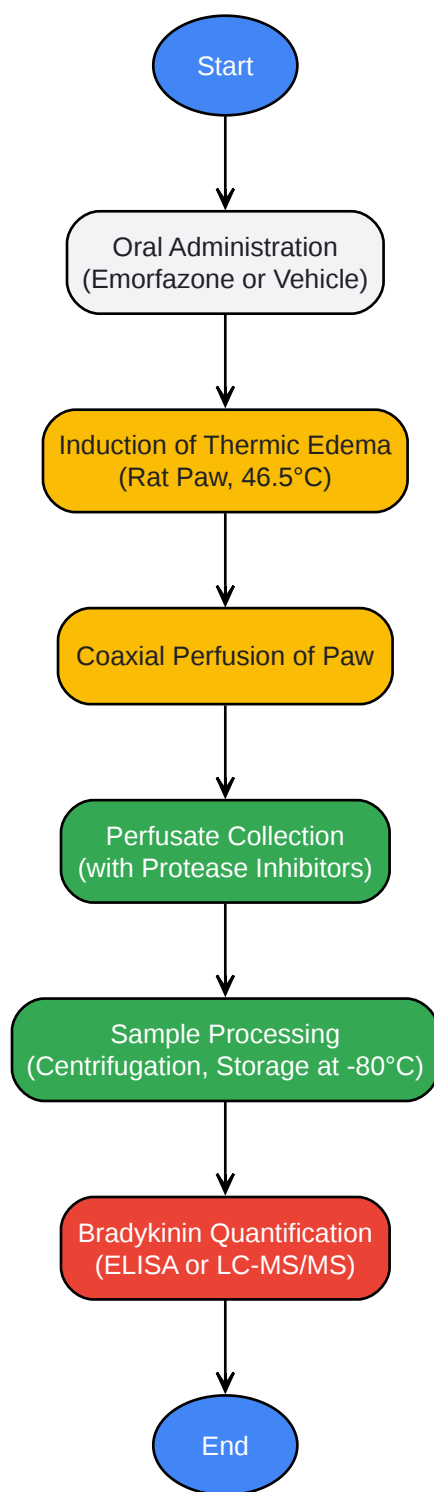 Start
Oral Administration
(Emorfazone or Vehicle)
Induction of Thermic Edema
(Rat Paw, 46.5°C)
Coaxial Perfusion of Paw
Perfusate Collection
(with Protease Inhibitors)
Sample Processing
(Centrifugation, Storage at -80°C)
Bradykinin Quantification
(ELISA or LC-MS/MS)
End